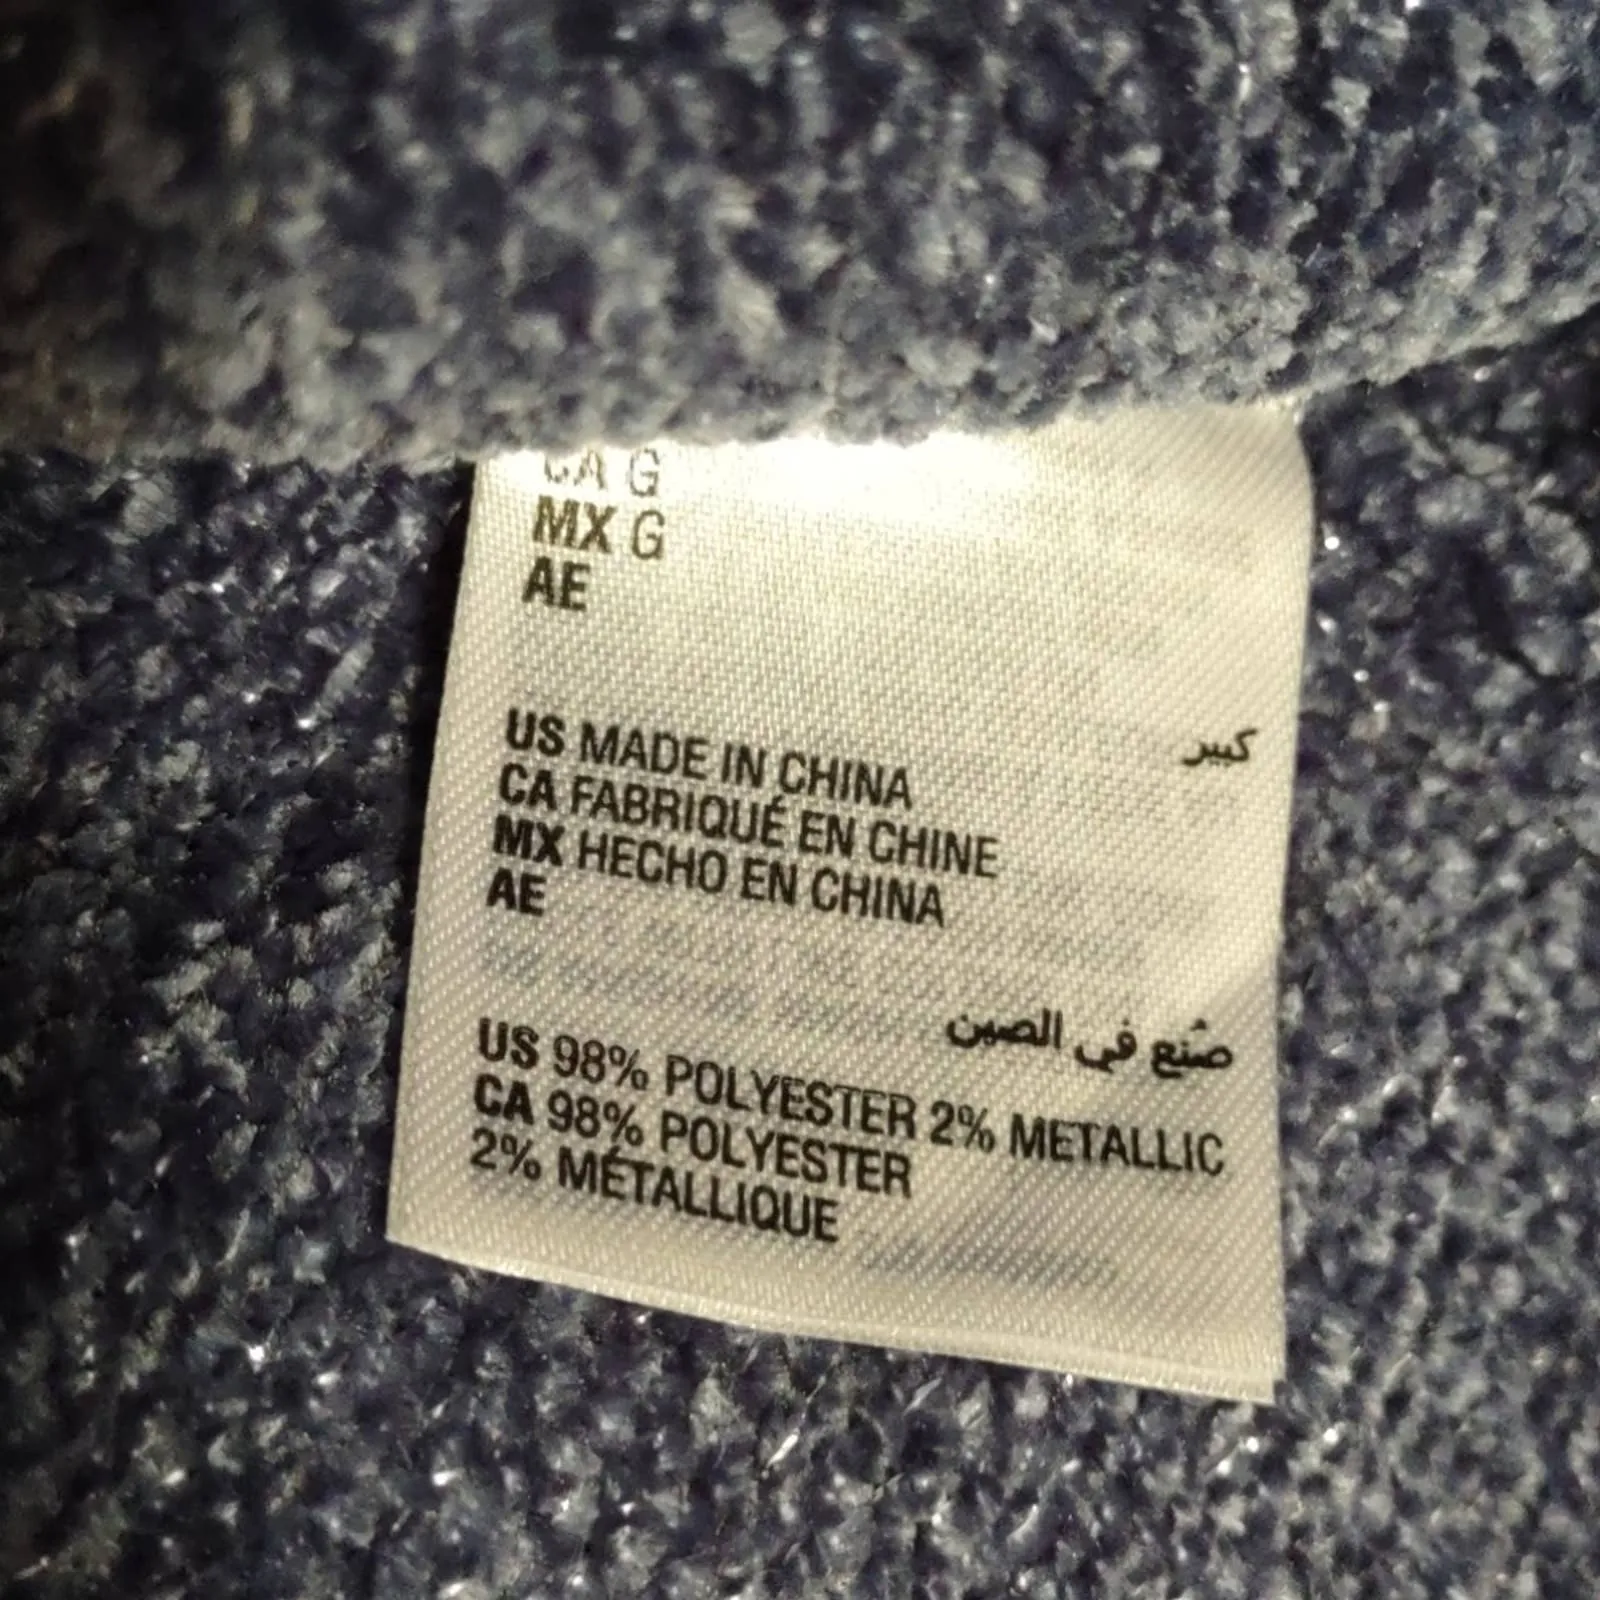 CA G
MX G
AE
كبير
US MADE IN CHINA
CA FABRIQUÉ EN CHINE
MX HECHO EN CHINA
AE
صُنع في الصين
US 98% POLYESTER 2% METALLIC
CA 98% POLYESTER
2% MÉTALLIQUE